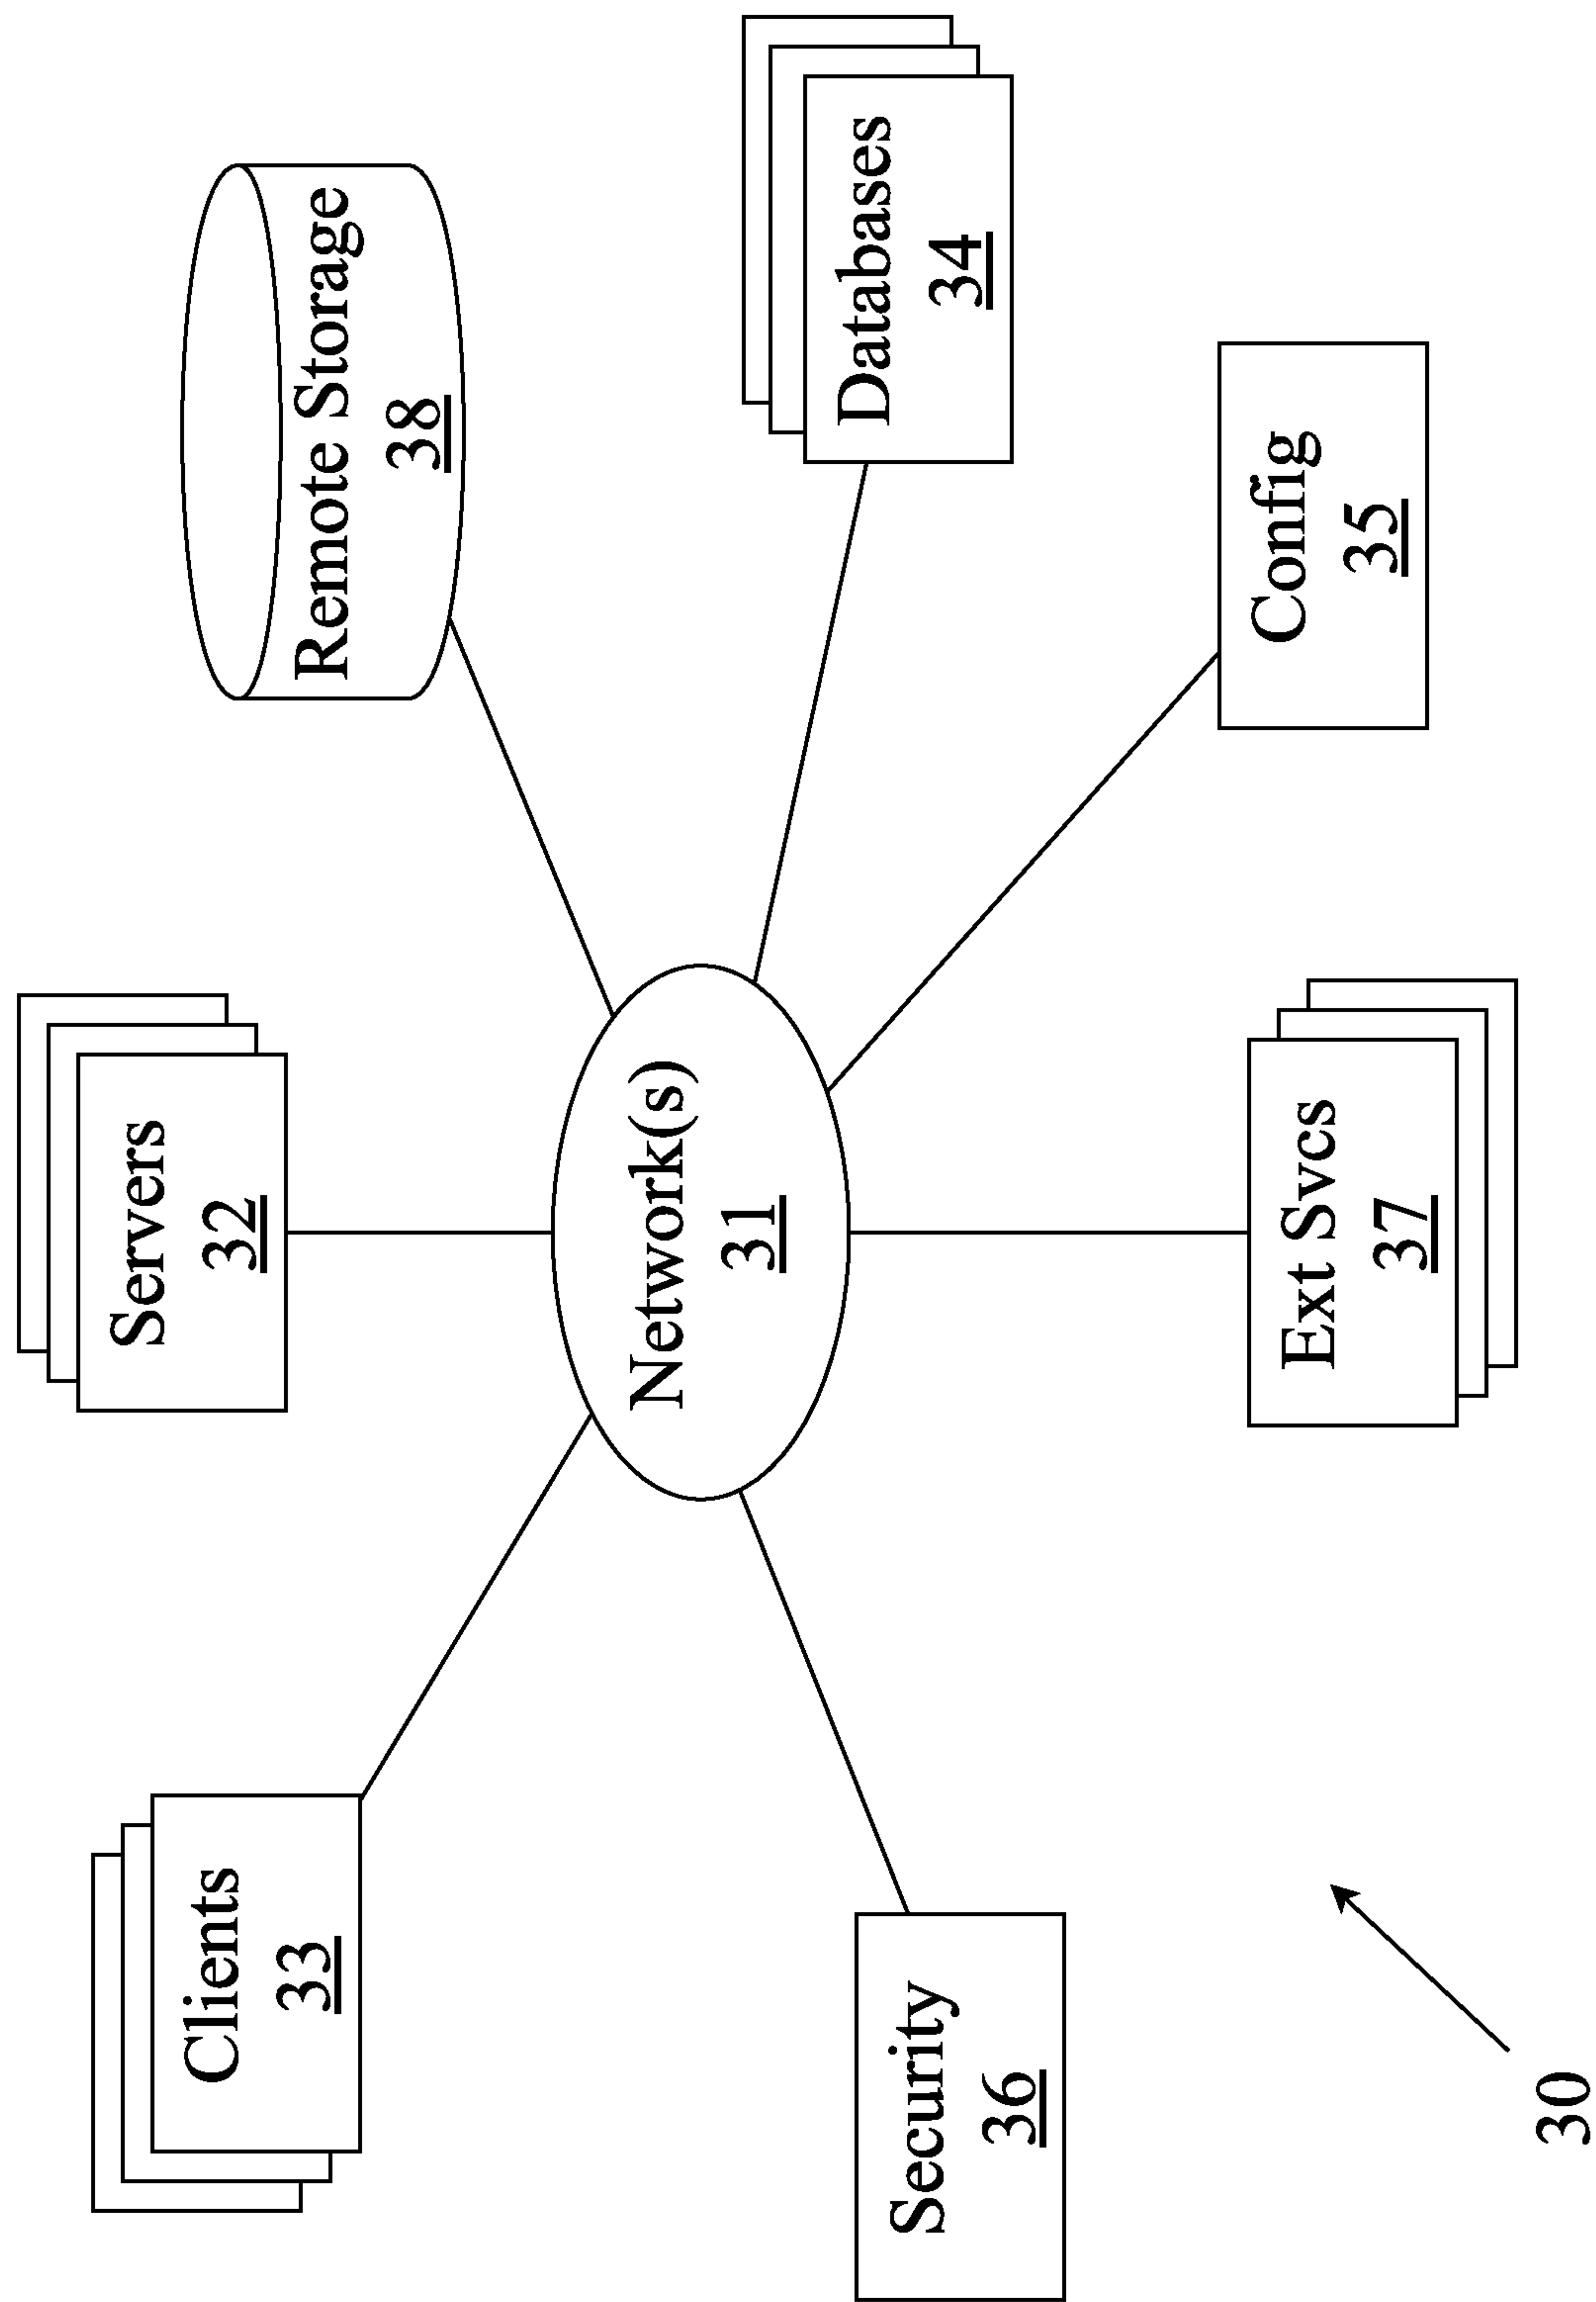 Servers
32
Clients
33
Remote Storage
38
Network(s)
31
Databases
34
Security
36
Ext Svcs
37
Config
35
30